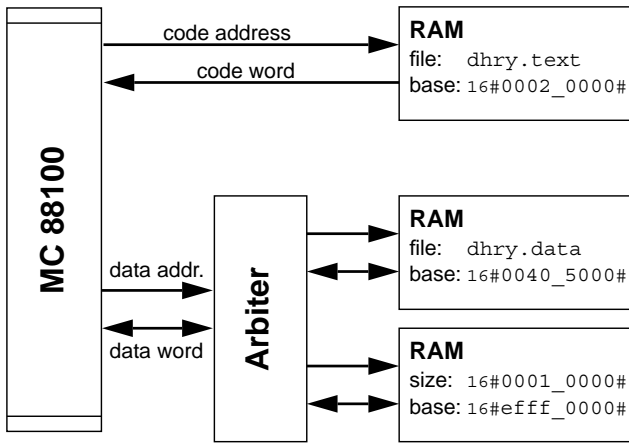 MC 88100
code address
code word
RAM
file: dhry.text
base: 16#0002_0000#
data addr.
data word
Arbiter
RAM
file: dhry.data
base: 16#0040_5000#
RAM
size: 16#0001_0000#
base: 16#efff_0000#